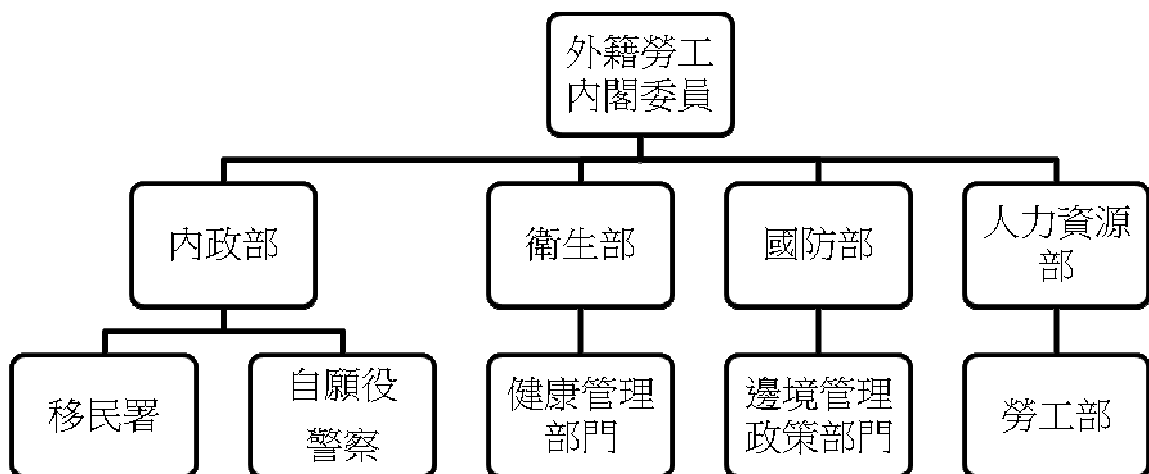 外籍勞工
內閣委員
內政部
衛生部
國防部
人力資源
部
移民署
自願役
警察
健康管理
部門
邊境管理
政策部門
勞工部